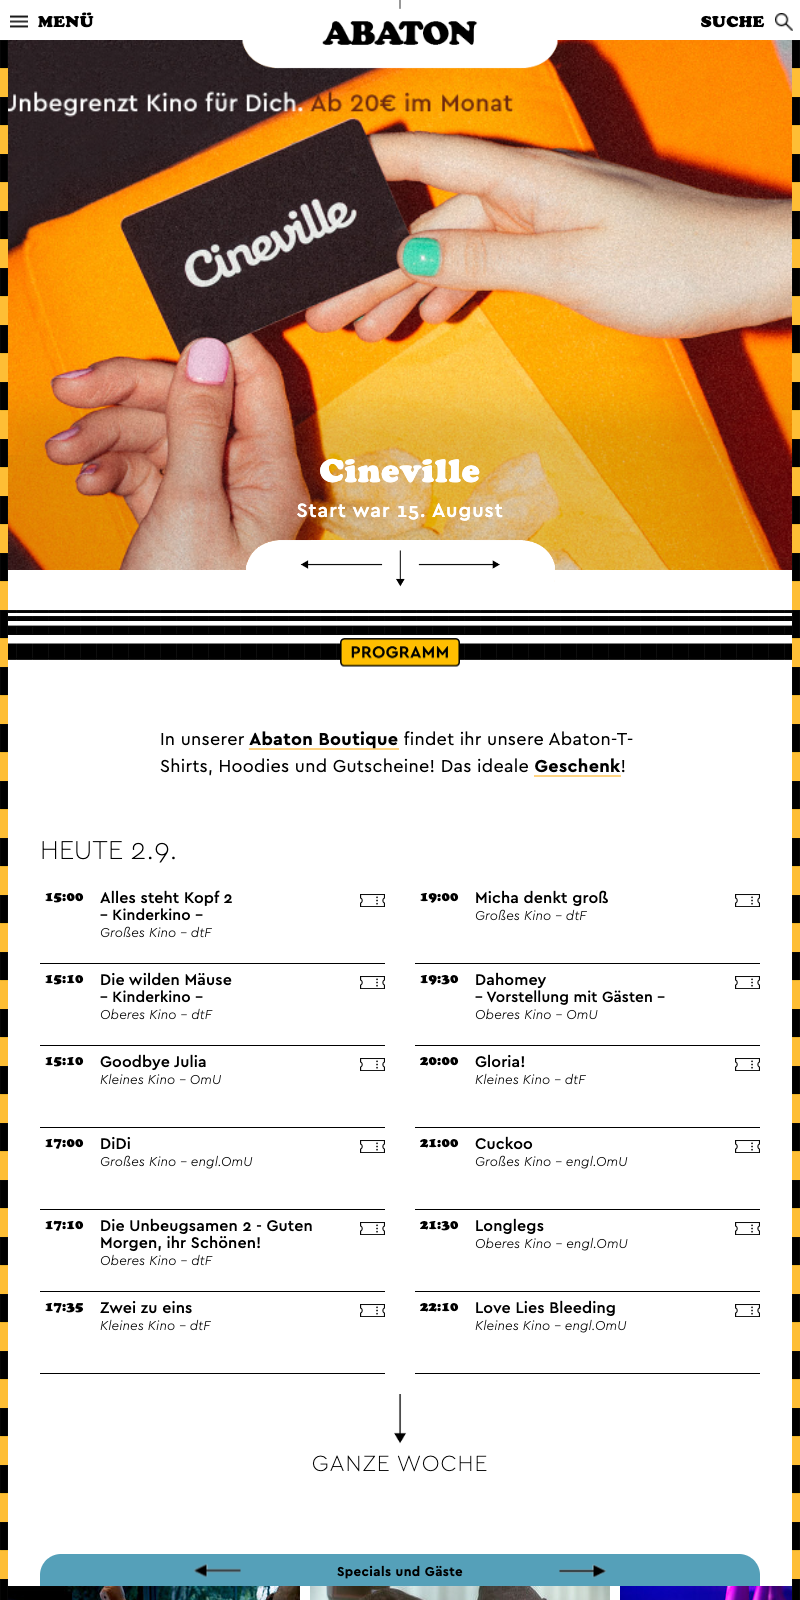 MENÜ
ABATON
SUCHE
Unbegrenzt Kino für Dich. Ab 20€ im Monat
Cineville
Cineville
Start war 15. August
PROGRAMM
In unserer Abaton Boutique findet ihr unsere Abaton-T-
Shirts, Hoodies und Gutscheine! Das ideale Geschenk!
HEUTE 2.9.
15:00 Alles steht Kopf 2
– Kinderkino –
Großes Kino – dtF
15:10 Die wilden Mäuse
– Kinderkino –
Oberes Kino – dtF
15:10 Goodbye Julia
Kleines Kino – OmU
17:00 DiDi
Großes Kino – engl.OmU
17:10 Die Unbeugsamen 2 - Guten
Morgen, ihr Schönen!
Oberes Kino – dtF
17:35 Zwei zu eins
Kleines Kino – dtF
19:00 Micha denkt groß
Großes Kino – dtF
19:30 Dahomey
– Vorstellung mit Gästen –
Oberes Kino – OmU
20:00 Gloria!
Kleines Kino – dtF
21:00 Cuckoo
Großes Kino – engl.OmU
21:30 Longlegs
Oberes Kino – engl.OmU
22:10 Love Lies Bleeding
Kleines Kino – engl.OmU
GANZE WOCHE
Specials und Gäste